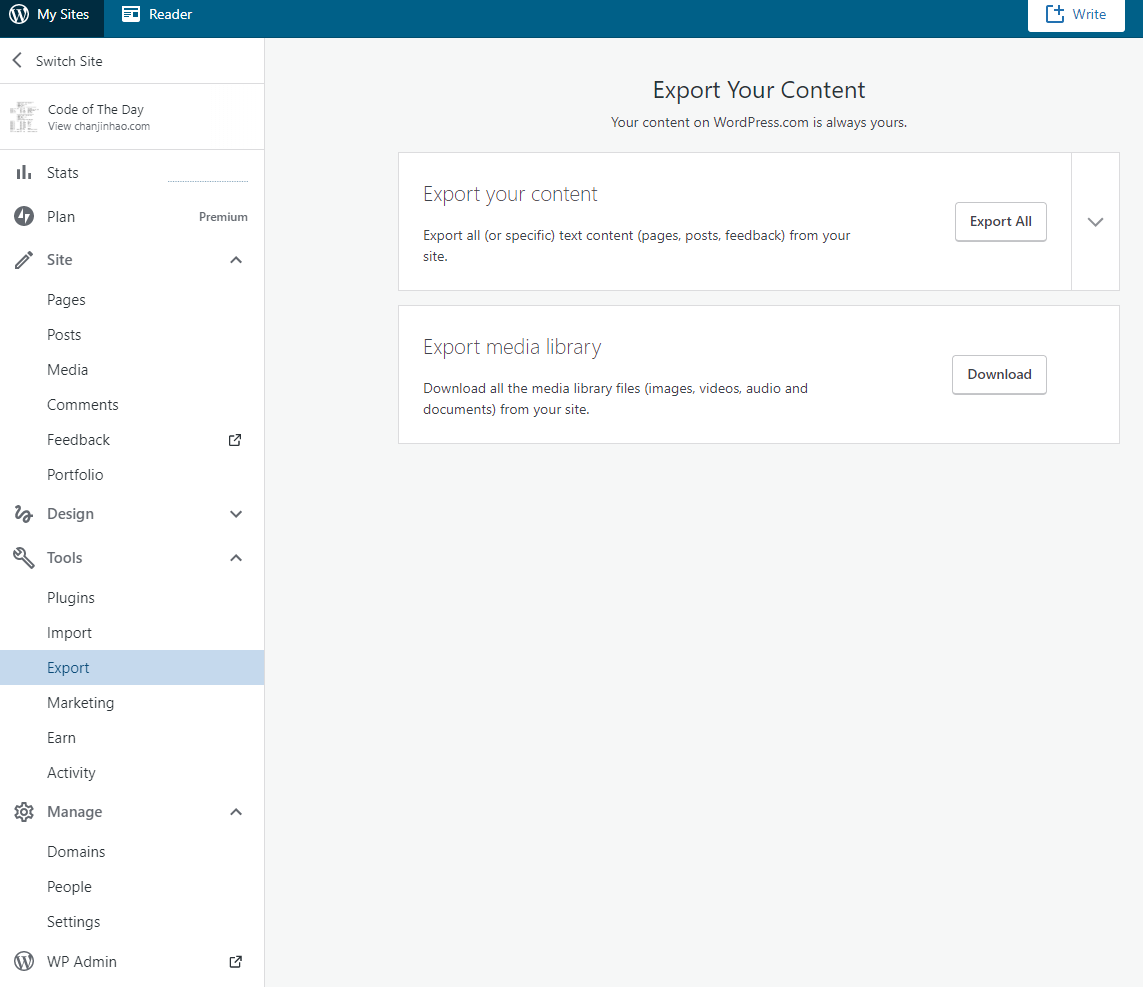 My Sites
Reader
Write
Switch Site
Code of The Day
View chanjinhao.com
Stats
Plan
Premium
Site
Pages
Posts
Media
Comments
Feedback
Portfolio
Design
Tools
Plugins
Import
Export
Marketing
Earn
Activity
Manage
Domains
People
Settings
WP Admin
Export Your Content
Your content on WordPress.com is always yours.
Export your content
Export all (or specific) text content (pages, posts, feedback) from your
site.
Export All
Export media library
Download all the media library files (images, videos, audio and
documents) from your site.
Download